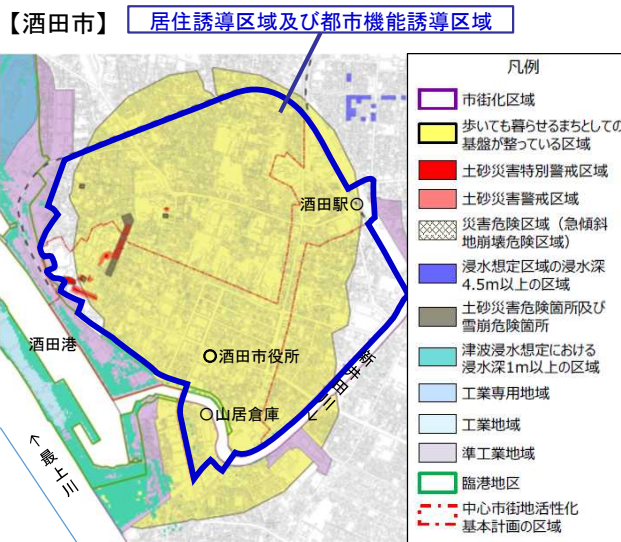 【酒田市】
居住誘導区域及び都市機能誘導区域
凡例
市街化区域
歩いても暮らせるまちとしての
基盤が整っている区域
土砂災害特別警戒区域
土砂災害警戒区域
災害危険区域（急傾斜
地崩壊危険区域）
浸水想定区域の浸水深
4.5m以上の区域
土砂災害危険箇所及び
雪崩危険箇所
津波浸水想定における
浸水深1m以上の区域
工業専用地域
工業地域
準工業地域
臨港地区
中心市街地活性化
基本計画の区域
酒田駅○
酒田港
○酒田市役所
○山居倉庫
新井田川→
↑最上川